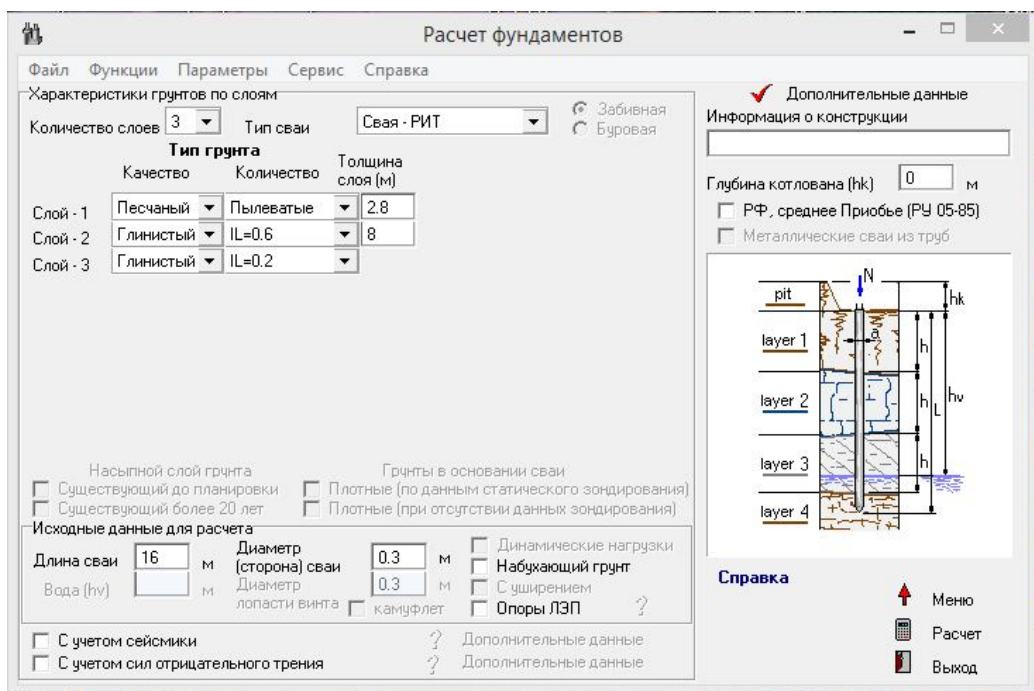 Расчет фундаментов
Файл Функции Параметры Сервис Справка
Характеристики грунтов по слоям
Количество слоев 3 Тип сваи Свая - РИТ Забивная
Буровая
Тип грунта
Качество Количество Толщина слоя (м)
Слой - 1 Песчаный Пылеватые 2.8
Слой - 2 Глинистый IL=0.6 8
Слой - 3 Глинистый IL=0.2
Насыпной слой грунта Грунты в основании сваи
Существующий до планировки Плотные (по данным статического зондирования)
Существующий более 20 лет Плотные (при отсутствии данных зондирования)
Исходные данные для расчета
Длина сваи 16 м Диаметр (сторона) сваи 0.3 м Динамические нагрузки
Набухающий грунт
Вода (hv) м Диаметр лопасти винта 0.3 м С уширением
камуфлет Опоры ЛЭП ?
С учетом сейсмики ? Дополнительные данные
С учетом сил отрицательного трения ? Дополнительные данные
Дополнительные данные
Информация о конструкции
Глубина котлована (hk) 0 м
РФ, среднее Приобье (РУ 05-85)
Металлические сваи из труб
N
pit hk
layer 1 a h
layer 2 h L hv
layer 3 h
layer 4
Справка
Меню
Расчет
Выход